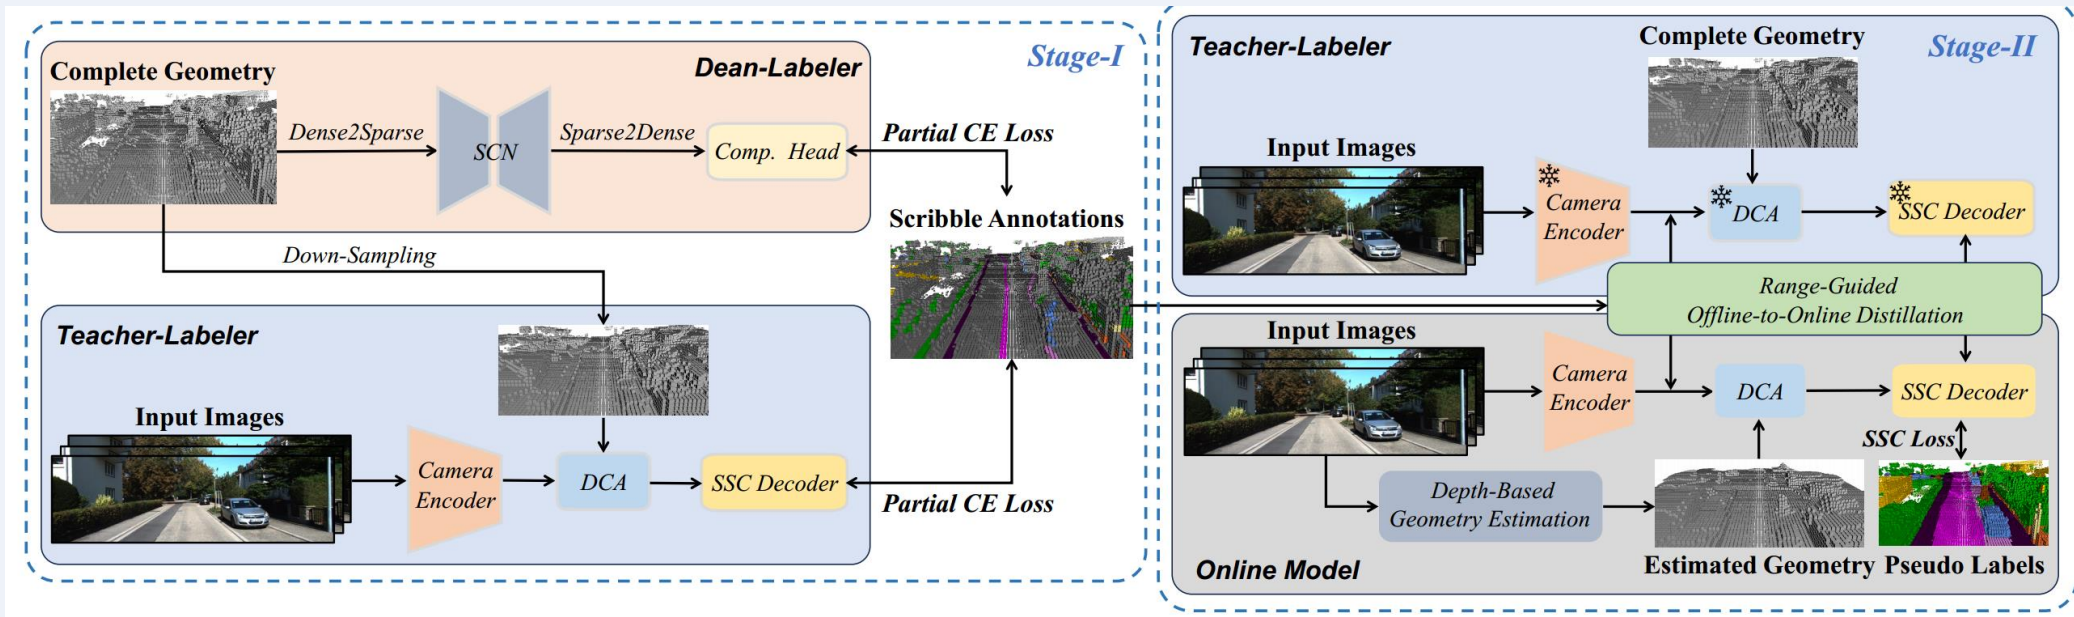 Stage-I
Dean-Labeler
Complete Geometry
Dense2Sparse
SCN
Sparse2Dense
Comp. Head
Partial CE Loss
Scribble Annotations
Down-Sampling
Teacher-Labeler
Input Images
Camera
Encoder
DCA
SSC Decoder
Partial CE Loss
Stage-II
Teacher-Labeler
Complete Geometry
Input Images
Camera
Encoder
DCA
SSC Decoder
Range-Guided
Offline-to-Online Distillation
Input Images
Camera
Encoder
DCA
SSC Decoder
SSC Loss
Depth-Based
Geometry Estimation
Estimated Geometry
Pseudo Labels
Online Model